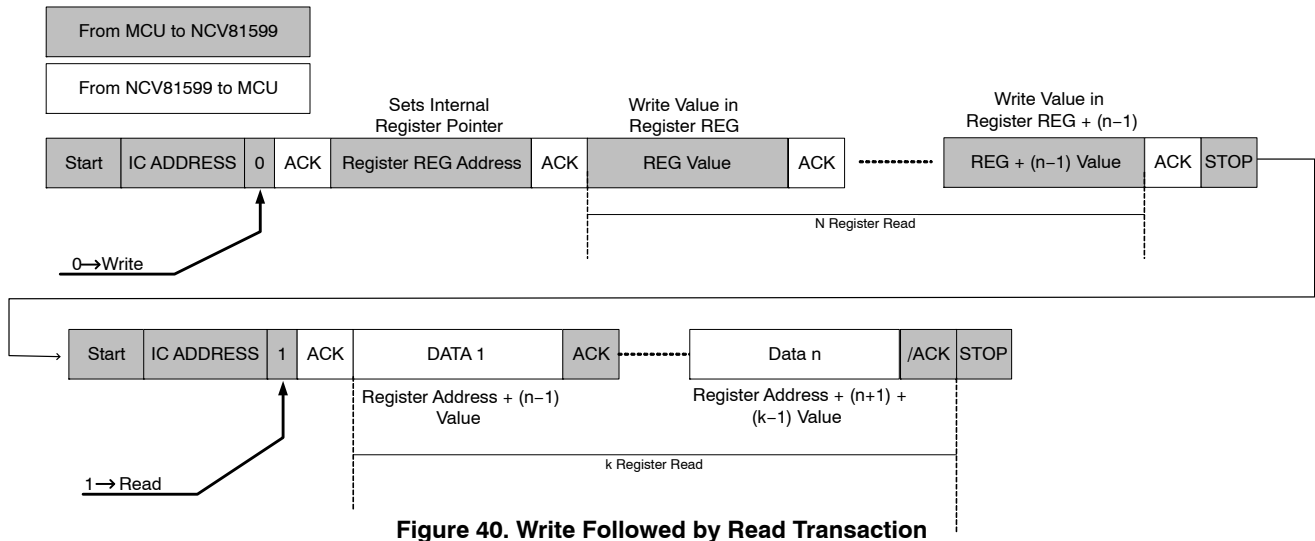 From MCU to NCV81599
From NCV81599 to MCU
Sets Internal
Register Pointer
Write Value in
Register REG
Write Value in
Register REG + (n−1)
Start IC ADDRESS 0 ACK Register REG Address ACK REG Value ACK REG + (n−1) Value ACK STOP
N Register Read
0→Write
Start IC ADDRESS 1 ACK DATA 1 ACK Data n /ACK STOP
Register Address + (n−1)
Value
Register Address + (n+1) +
(k−1) Value
k Register Read
1→Read
Figure 40. Write Followed by Read Transaction